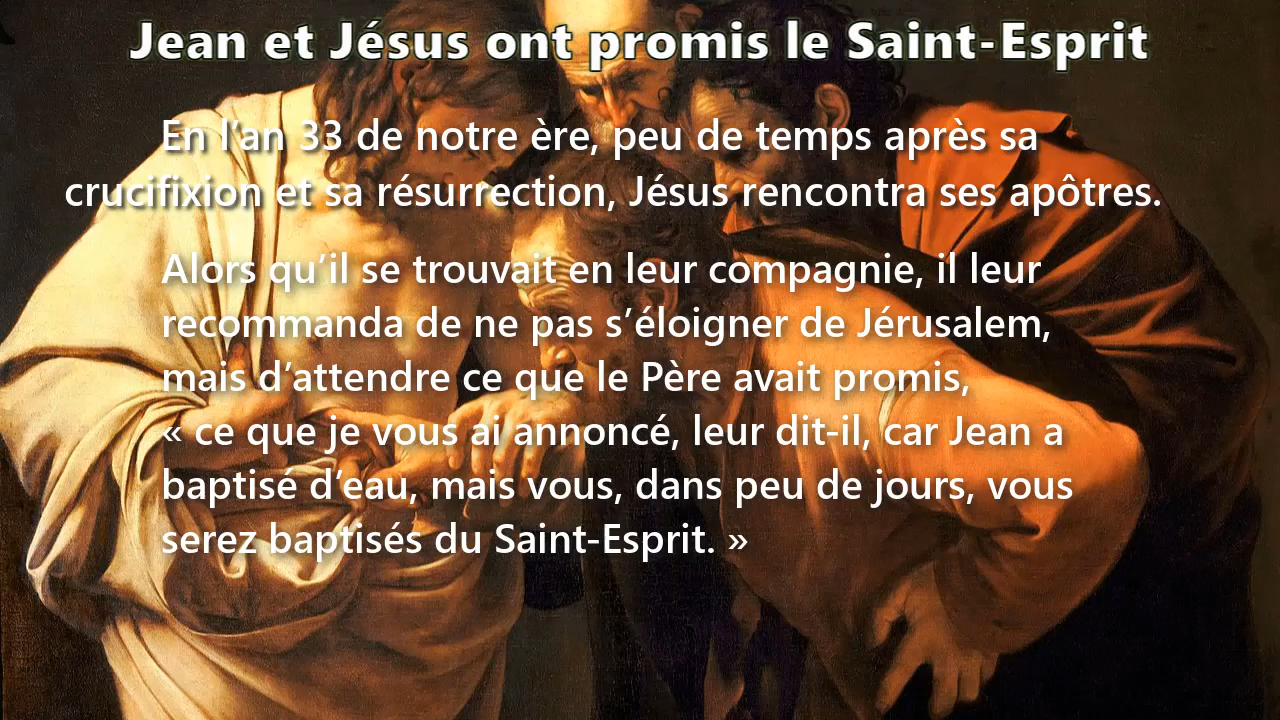 Jean et Jésus ont promis le Saint-Esprit
En l’an 33 de notre ère, peu de temps après sa
crucifixion et sa résurrection, Jésus rencontra ses apôtres.
Alors qu’il se trouvait en leur compagnie, il leur
recommanda de ne pas s’éloigner de Jérusalem,
mais d’attendre ce que le Père avait promis,
« ce que je vous ai annoncé, leur dit-il, car Jean a
baptisé d’eau, mais vous, dans peu de jours, vous
serez baptisés du Saint-Esprit. »